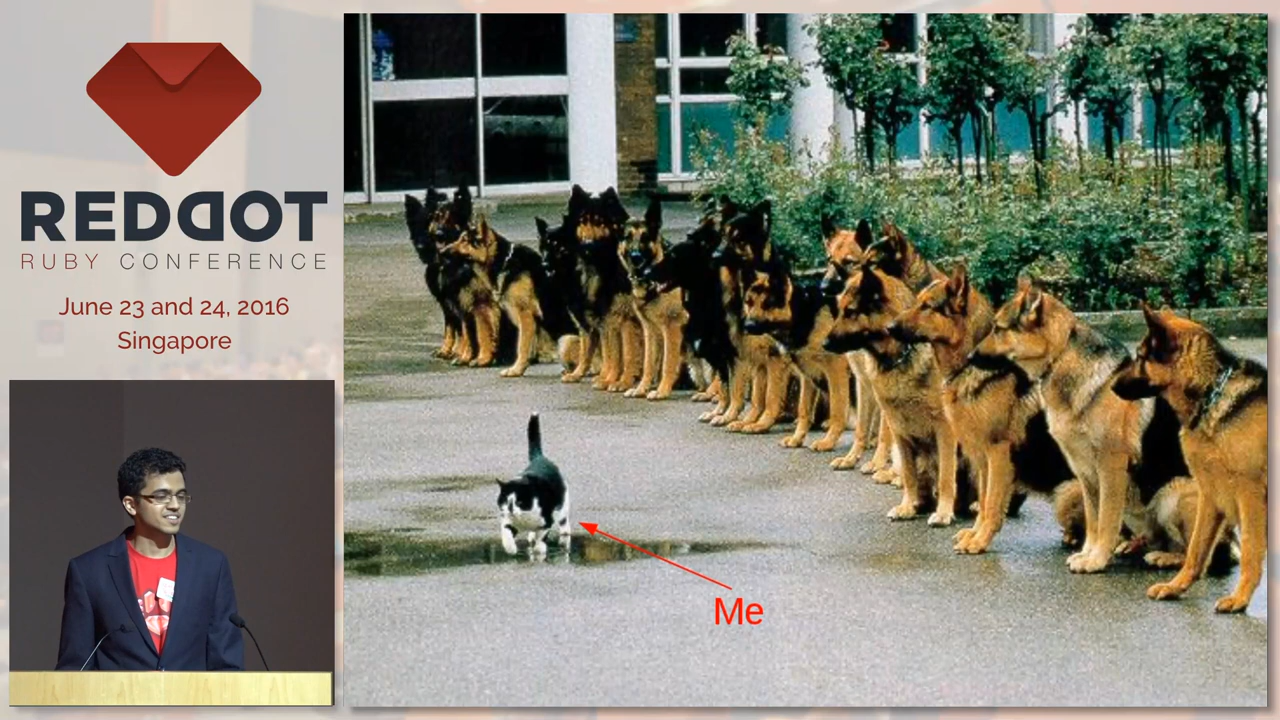 REDDOT
RUBY CONFERENCE
June 23 and 24, 2016
Singapore
Me